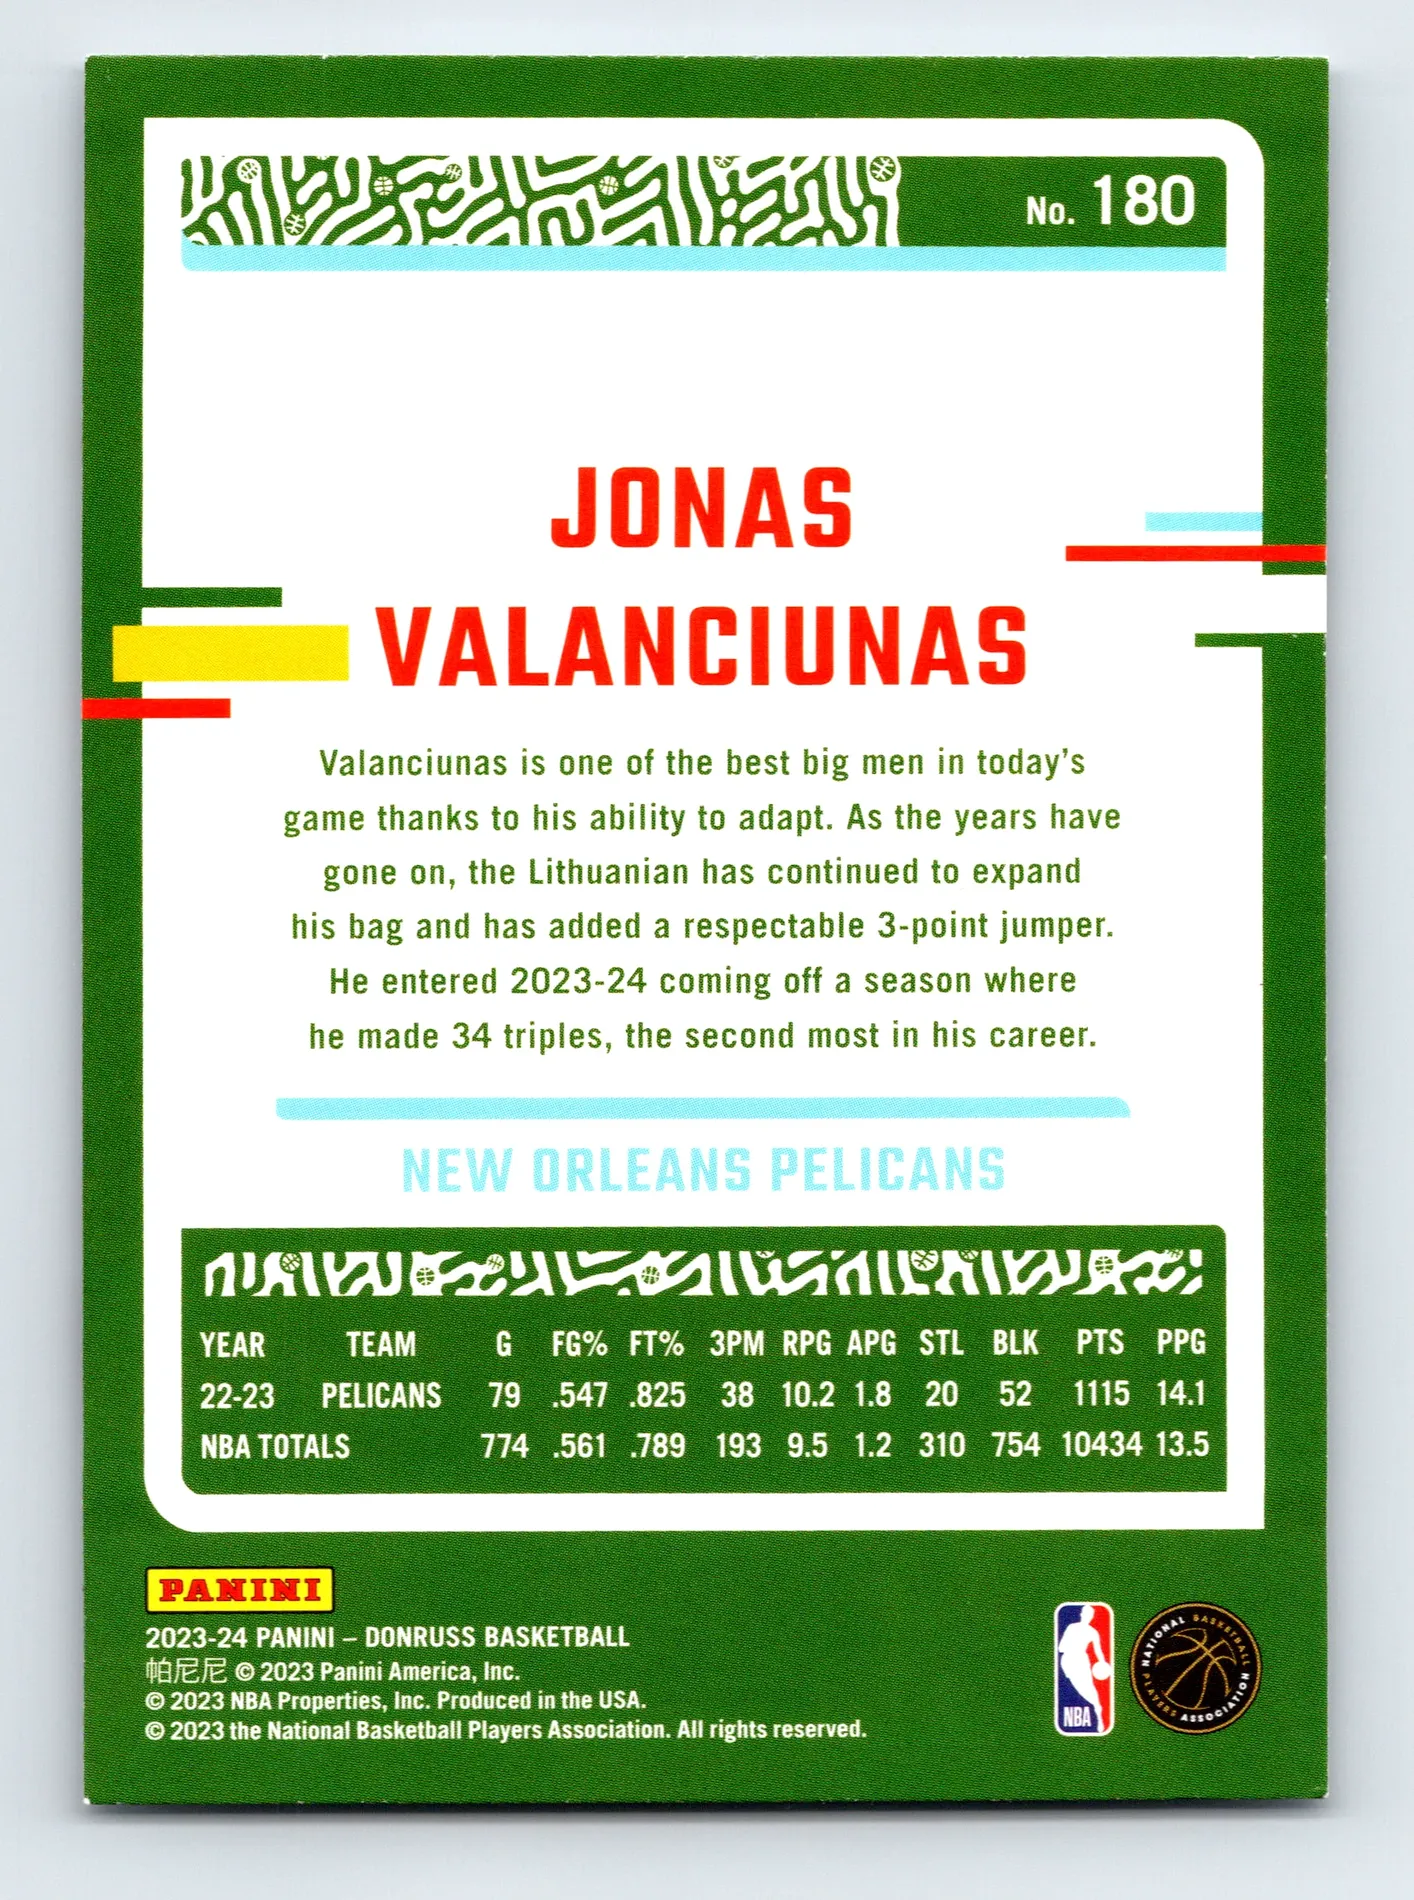 No. 180
JONAS
VALANCIUNAS
Valanciunas is one of the best big men in today's
game thanks to his ability to adapt. As the years have
gone on, the Lithuanian has continued to expand
his bag and has added a respectable 3-point jumper.
He entered 2023-24 coming off a season where
he made 34 triples, the second most in his career.
NEW ORLEANS PELICANS
YEAR TEAM G FG% FT% 3PM RPG APG STL BLK PTS PPG
22-23 PELICANS 79 .547 .825 38 10.2 1.8 20 52 1115 14.1
NBA TOTALS 774 .561 .789 193 9.5 1.2 310 754 10434 13.5
PANINI
2023-24 PANINI – DONRUSS BASKETBALL
帕尼尼 © 2023 Panini America, Inc.
© 2023 NBA Properties, Inc. Produced in the USA.
© 2023 the National Basketball Players Association. All rights reserved.
NBA
NATIONAL BASKETBALL PLAYERS ASSOCIATION